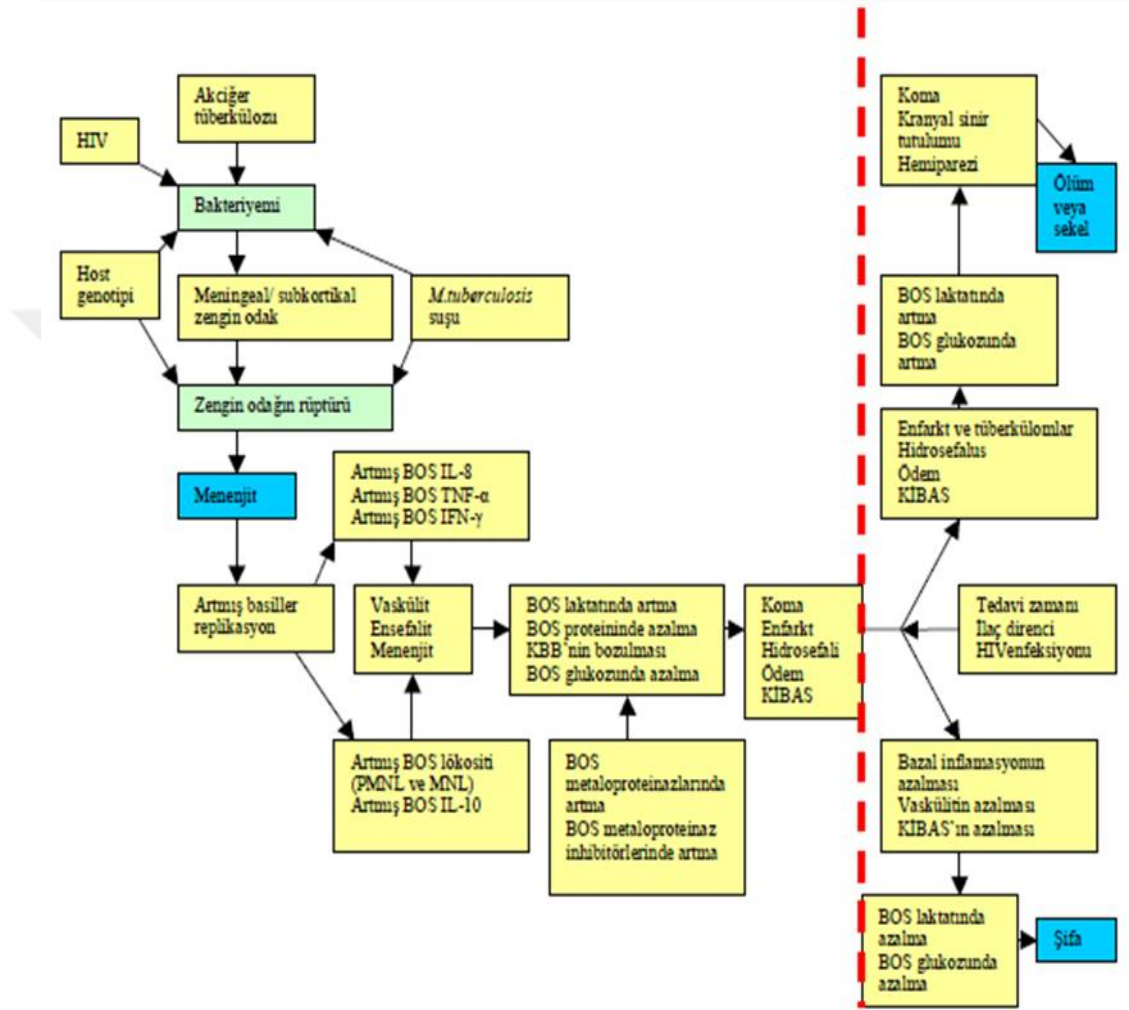 Akciğer
tüberkülozu
HIV
Bakteriyemi
Host
genotipi
Meningeal/ subkortikal
zengin odak
M.tuberculosis
suşu
Zengin odağın rüptürü
Menenjit
Artmış BOS IL-8
Artmış BOS TNF-α
Artmış BOS IFN-γ
Artmış basiller
replikasyon
Vaskülit
Ensefalit
Menenjit
Artmış BOS lökositi
(PMNL ve MNL)
Artmış BOS IL-10
BOS laktatında artma
BOS proteininde azalma
KBB'nin bozulması
BOS glukozunda azalma
BOS
metaloproteinazlarında
artma
BOS metaloproteinaz
inhibitörlerinde artma
Koma
Enfarkt
Hidrosefali
Ödem
KİBAS
Tedavi zamanı
İlaç direnci
HIVenfeksiyonu
Enfarkt ve tüberkülomlar
Hidrosefalus
Ödem
KİBAS
BOS laktatında
artma
BOS glukozunda
artma
Koma
Kranyal sinir
tutulumu
Hemiparezi
Ölüm
veya
sekel
Bazal inflamasyonun
azalması
Vaskülitin azalması
KİBAS'ın azalması
BOS laktatında
azalma
BOS glukozunda
azalma
Şifa